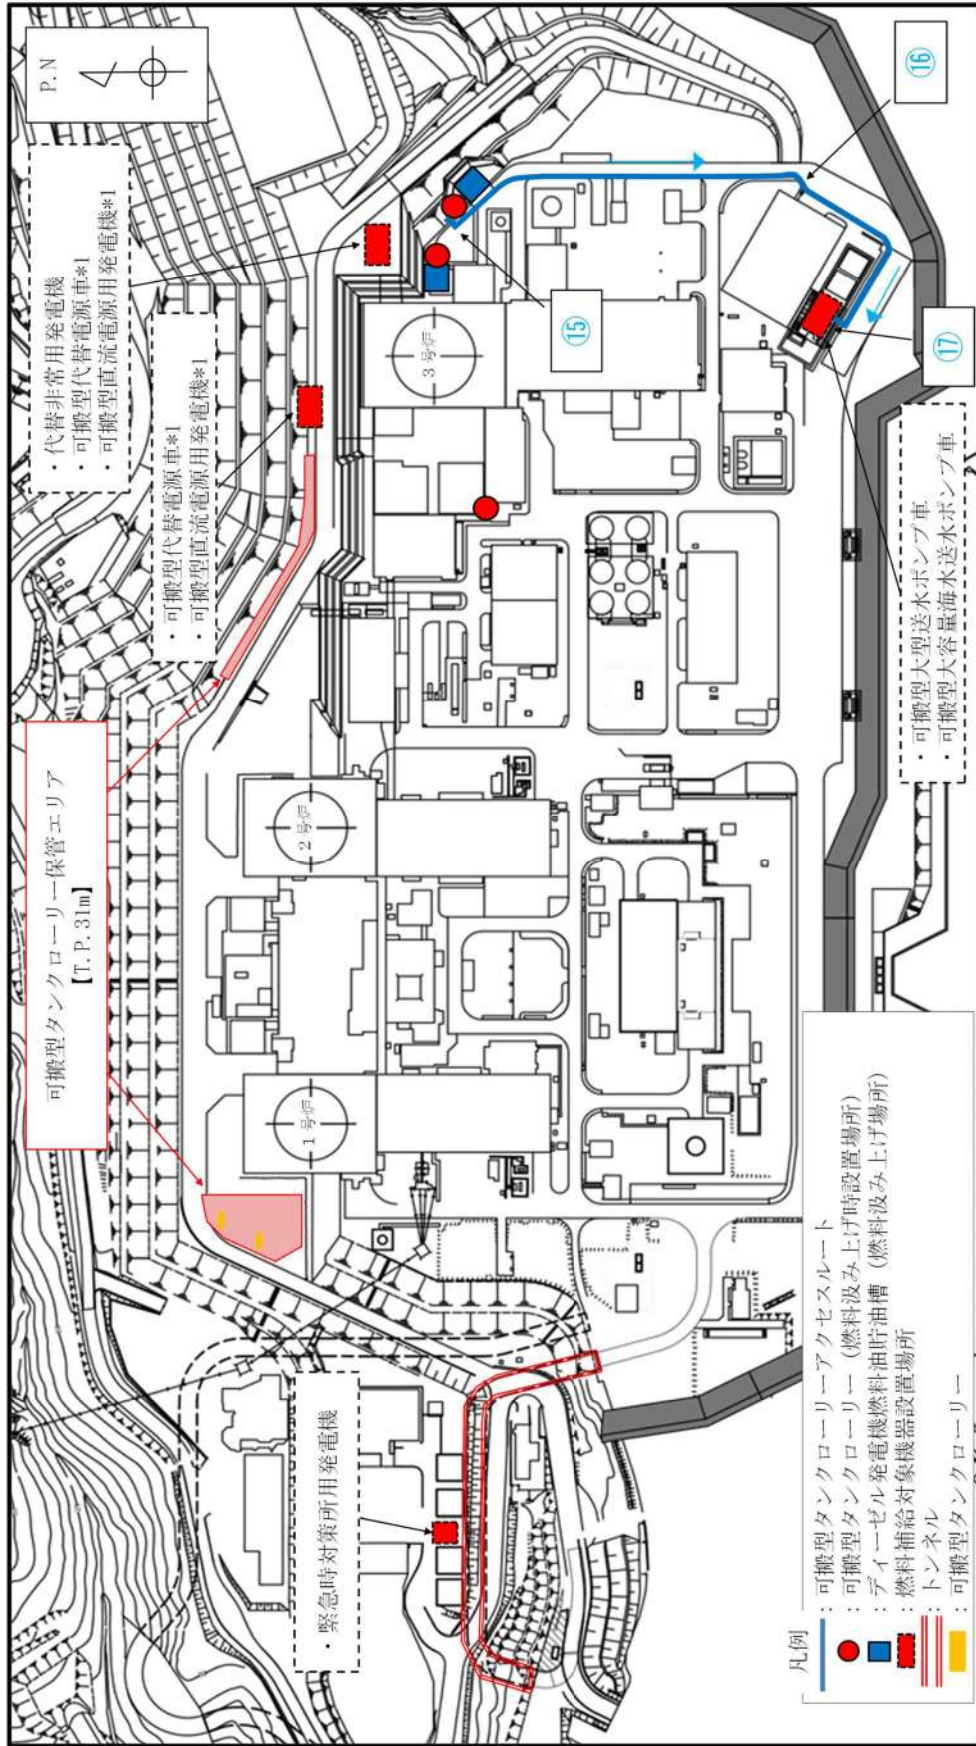 P.N
・代替非常用発電機
・可搬型代替電源車*1
・可搬型直流電源用発電機*1
・可搬型代替電源車*1
・可搬型直流電源用発電機*1
可搬型タンクローリー保管エリア
【T.P.31m】
・緊急時対策所用発電機
1号炉
2号炉
3号炉
⑮
⑯
⑰
・可搬型大型送水ポンプ車
・可搬型大容量海水送水ポンプ車
凡例
：可搬型タンクローリーアクセスルート
：可搬型タンクローリー（燃料汲み上げ時設置場所）
：ディーゼル発電機燃料油貯油槽（燃料汲み上げ場所）
：燃料補給対象機器設置場所
：トンネル
：可搬型タンクローリー